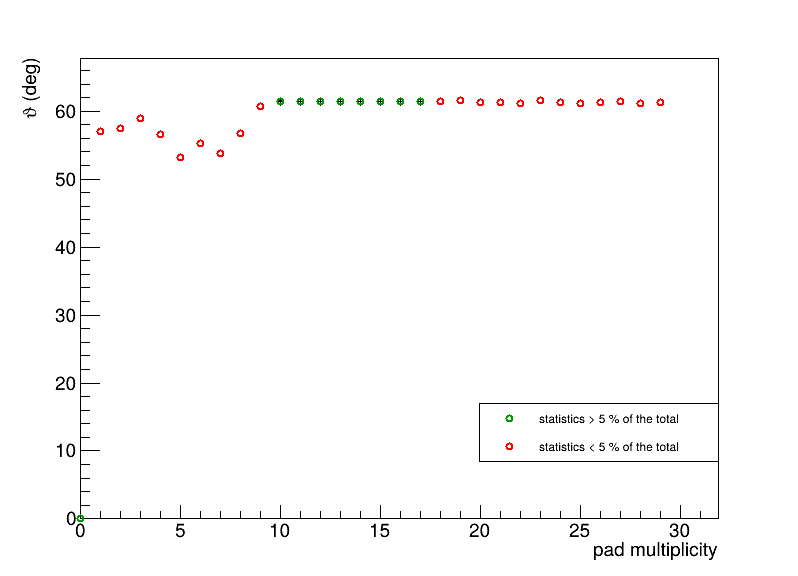 ϑ (deg)
60
50
40
30
20
10
0
0 5 10 15 20 25 30
pad multiplicity
statistics > 5 % of the total
statistics < 5 % of the total